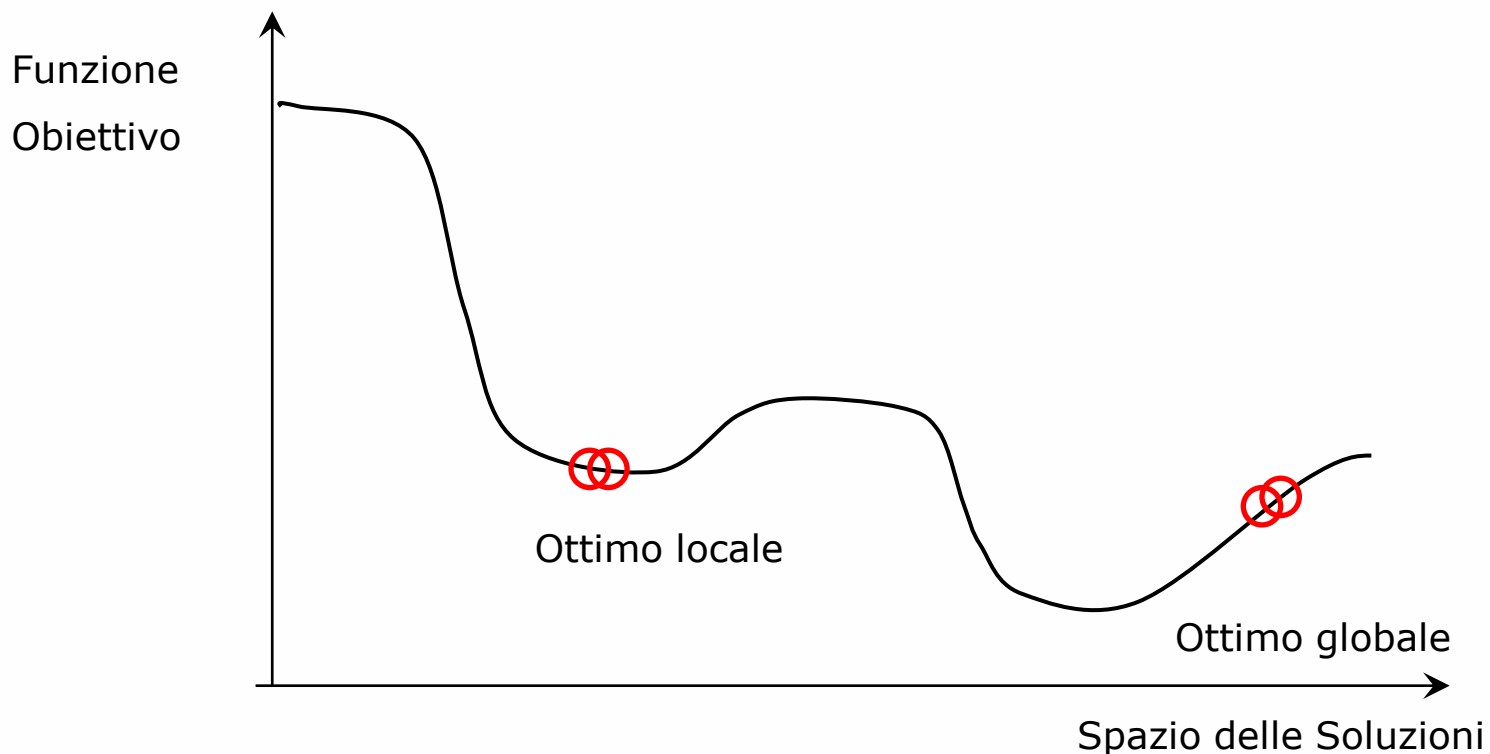 Funzione
Obiettivo
Ottimo locale
Ottimo globale
Spazio delle Soluzioni